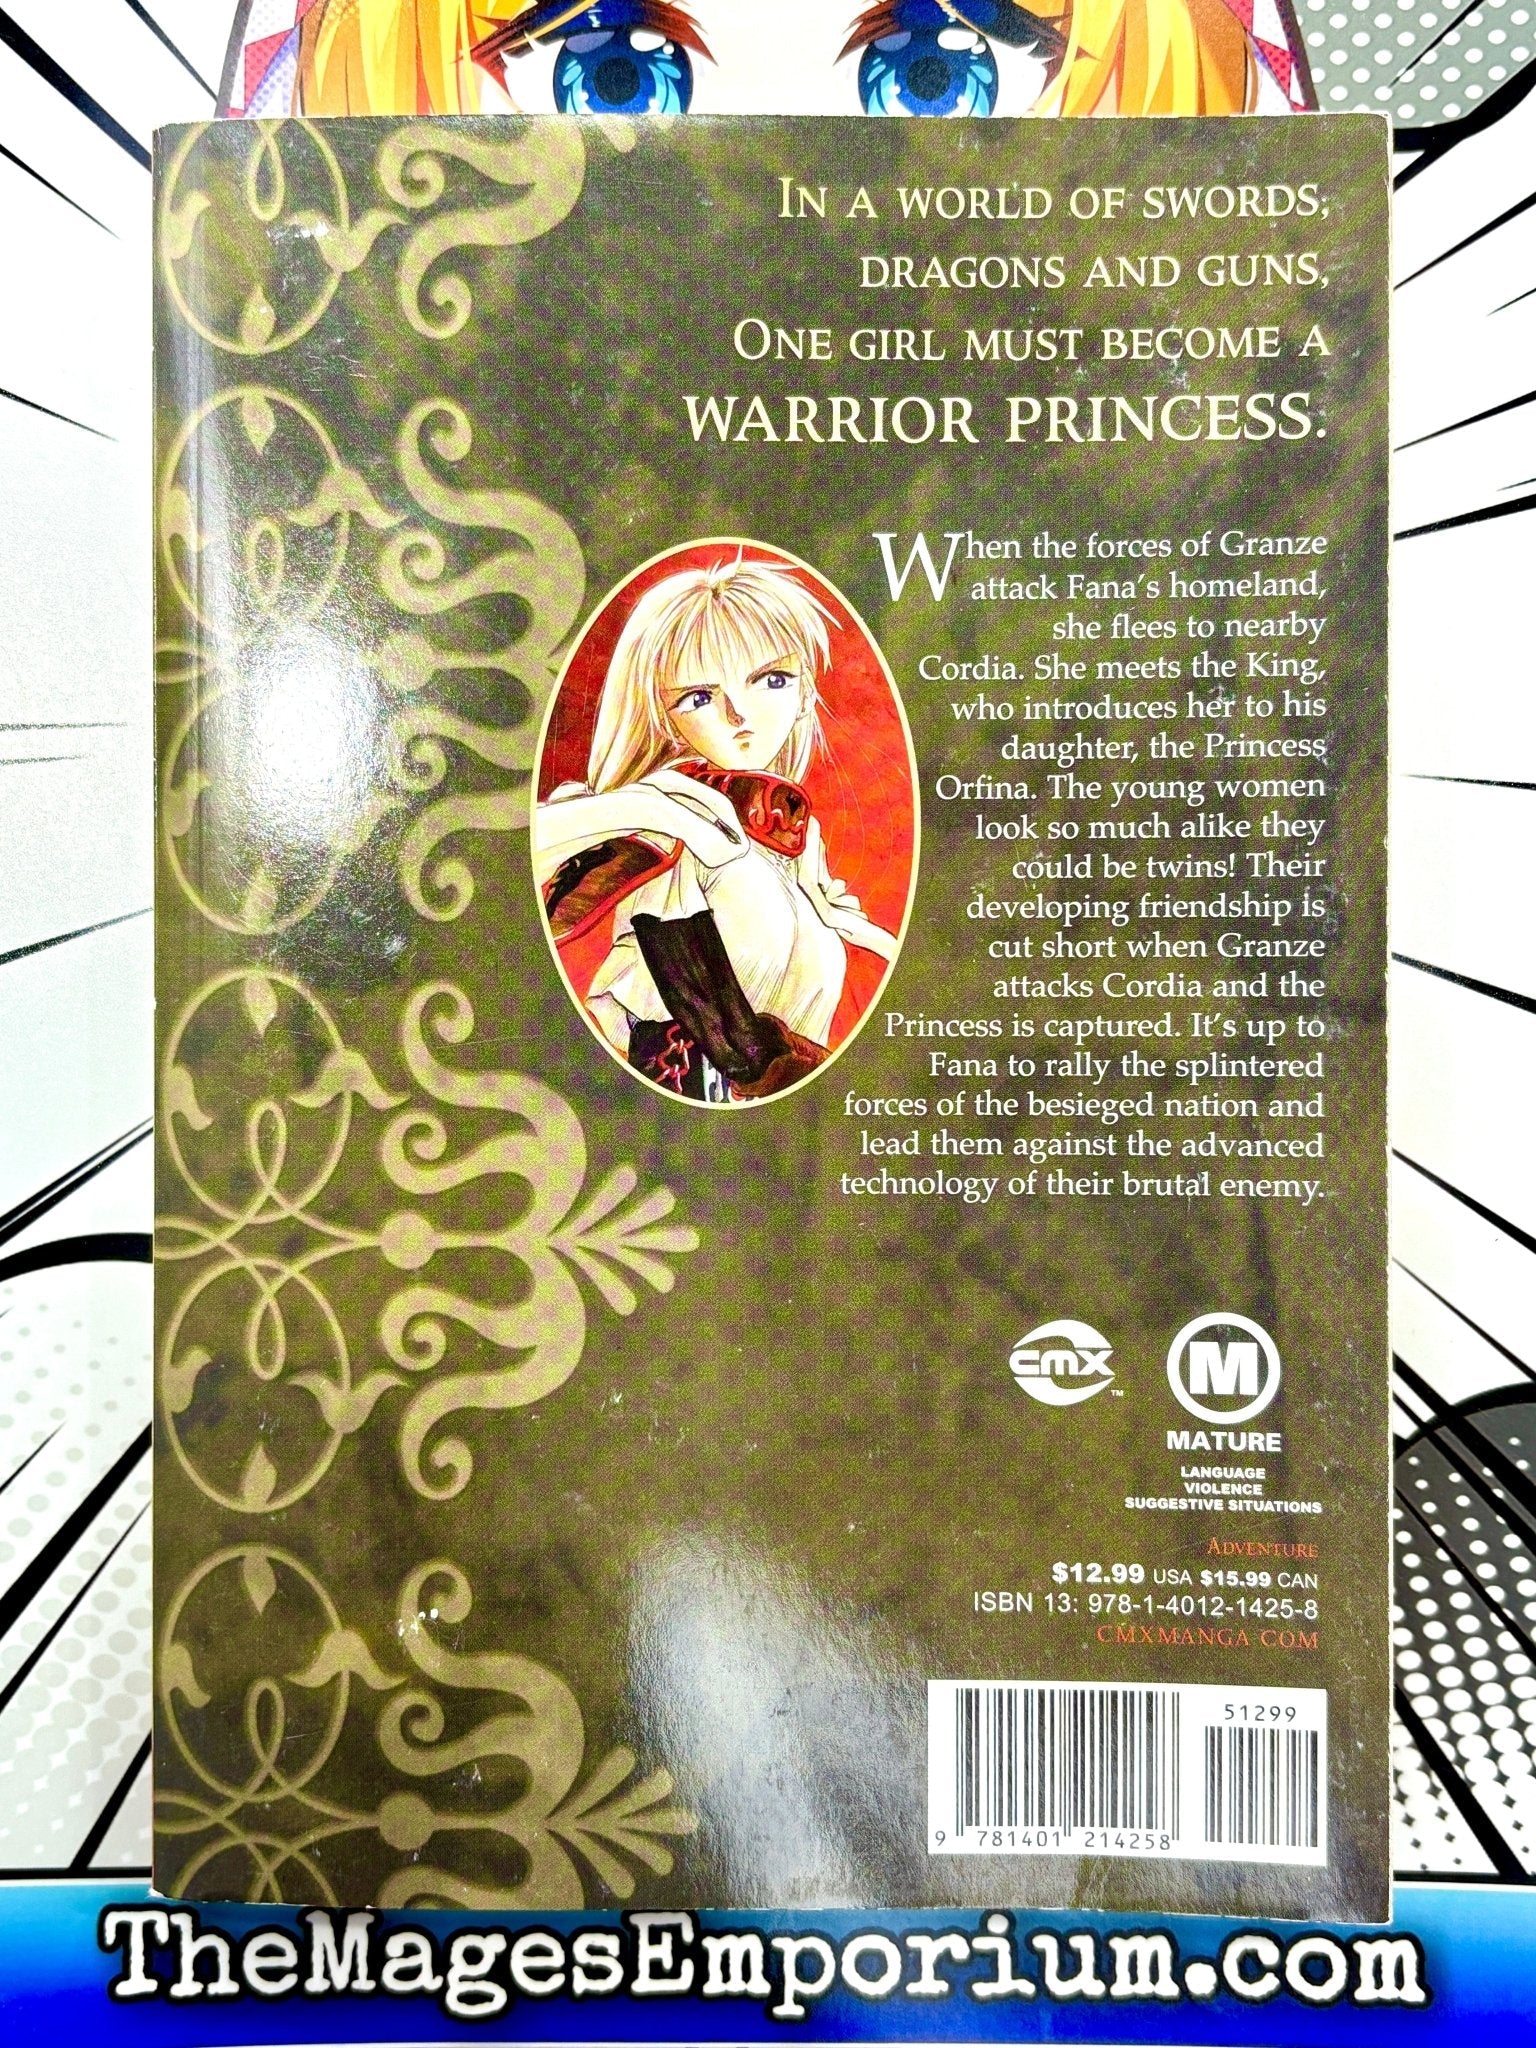 IN A WORLD OF SWORDS,
DRAGONS AND GUNS,
ONE GIRL MUST BECOME A
WARRIOR PRINCESS.
When the forces of Granze
attack Fana's homeland,
she flees to nearby
Cordia. She meets the King,
who introduces her to his
daughter, the Princess
Orfina. The young women
look so much alike they
could be twins! Their
developing friendship is
cut short when Granze
attacks Cordia and the
Princess is captured. It's up to
Fana to rally the splintered
forces of the besieged nation and
lead them against the advanced
technology of their brutal enemy.
cmx™
M
MATURE
LANGUAGE
VIOLENCE
SUGGESTIVE SITUATIONS
ADVENTURE
$12.99 USA $15.99 CAN
ISBN 13: 978-1-4012-1425-8
CMXMANGA COM
51299
9 781401 214258
TheMagesEmporium.com